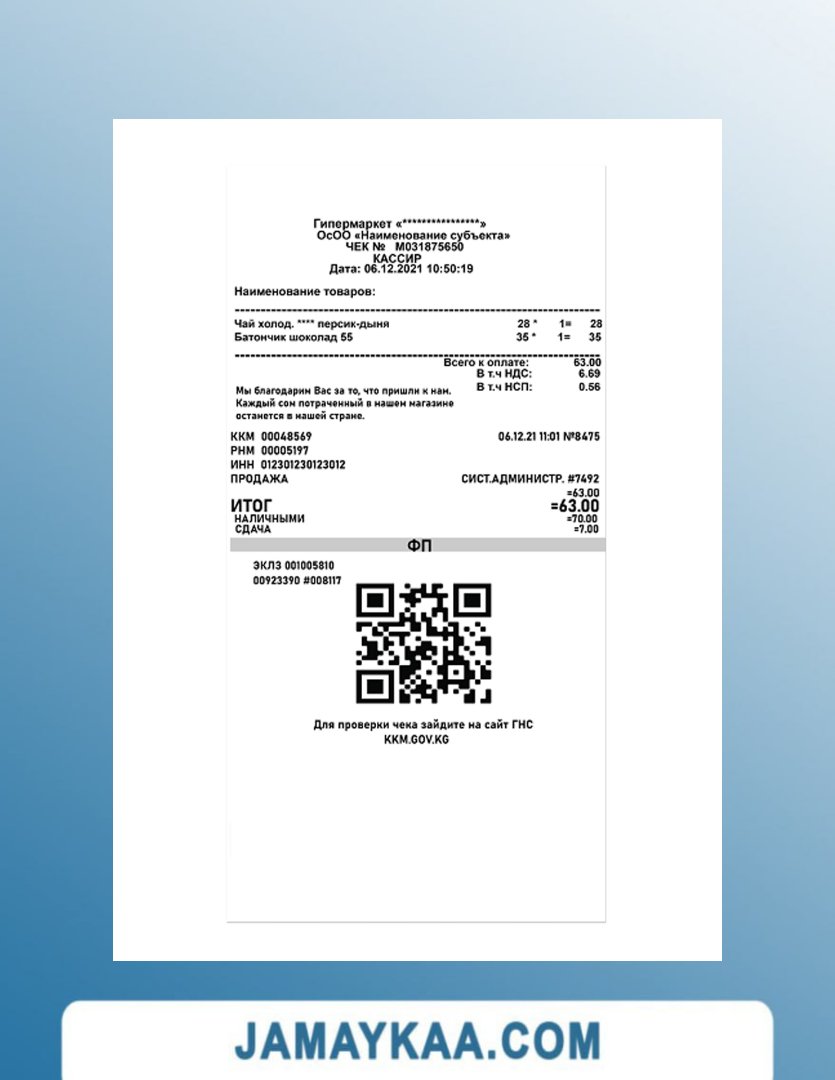 Гипермаркет «****************»
ОсОО «Наименование субъекта»
ЧЕК № М031875650
КАССИР
Дата: 06.12.2021 10:50:19
Наименование товаров:
Чай холод. **** персик-дыня 28 * 1= 28
Батончик шоколад 55 35 * 1= 35
Всего к оплате: 63.00
В т.ч НДС: 6.69
В т.ч НСП: 0.56
Мы благодарим Вас за то, что пришли к нам.
Каждый сом потраченный в нашем магазине
останется в нашей стране.
ККМ 00048569 06.12.21 11:01 №8475
РНМ 00005197
ИНН 012301230123012
ПРОДАЖА СИСТ.АДМИНИСТР. #7492
=63.00
ИТОГ =63.00
НАЛИЧНЫМИ =70.00
СДАЧА =7.00
ФП
ЭКЛЗ 001005810
00923390 #008117
Для проверки чека зайдите на сайт ГНС
KKM.GOV.KG
JAMAYKAA.COM